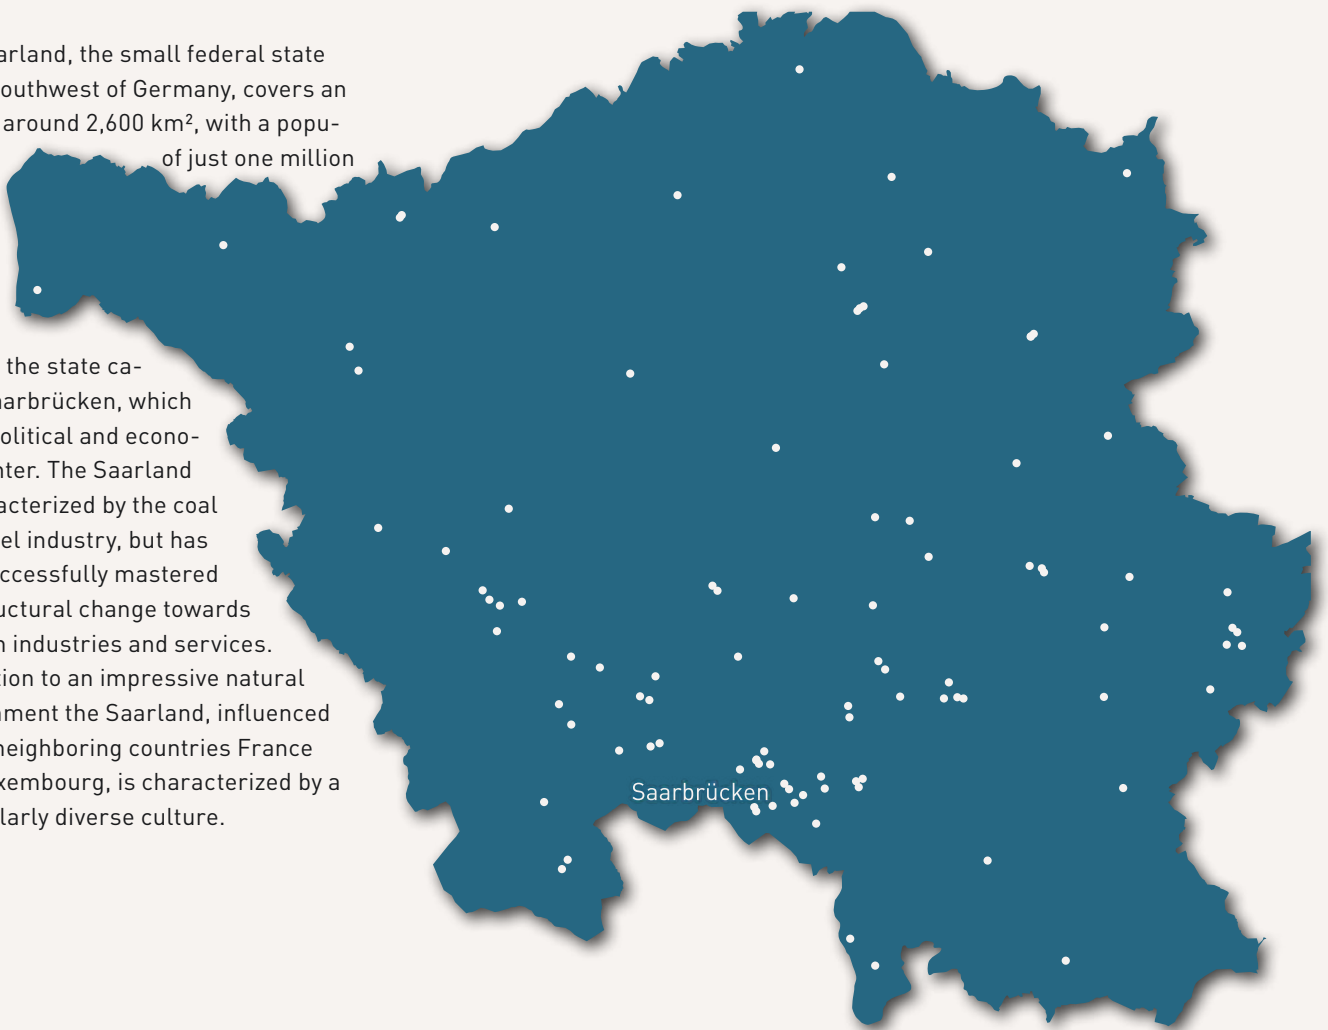 arland, the small federal state
outhwest of Germany, covers an
around 2,600 km², with a popu-
of just one million
the state ca-
aarbrücken, which
olitical and econo-
nter. The Saarland
acterized by the coal
el industry, but has
ccessfully mastered
uctural change towards
n industries and services.
tion to an impressive natural
nment the Saarland, influenced
neighboring countries France
xembourg, is characterized by a
larly diverse culture.
Saarbrücken